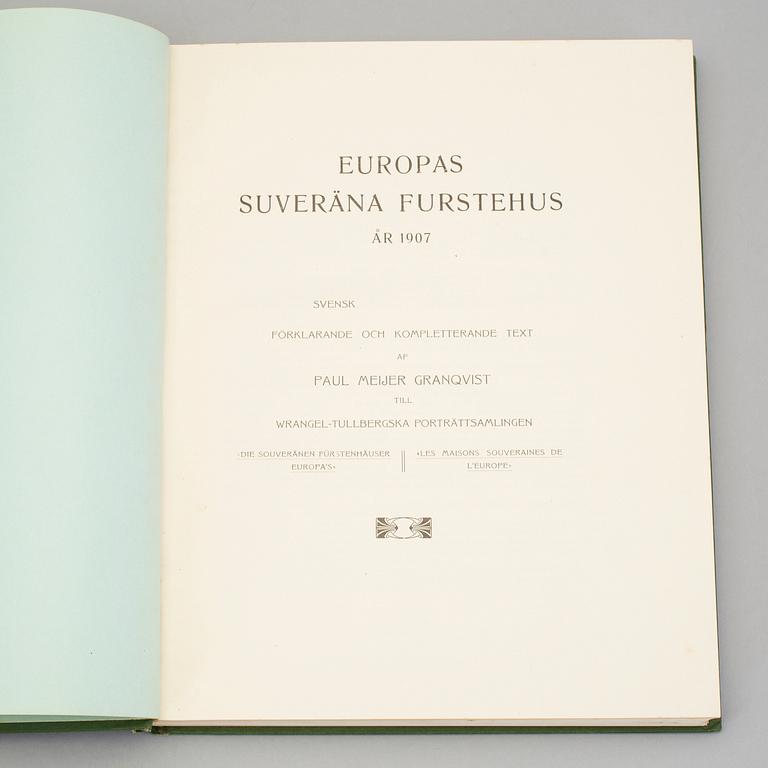 EUROPAS
SUVERÄNA FURSTEHUS
ÅR 1907
SVENSK
FÖRKLARANDE OCH KOMPLETTERANDE TEXT
AF
PAUL MEIJER GRANQVIST
TILL
WRANGEL-TULLBERGSKA PORTRÄTTSAMLINGEN
»DIE SOUVERÄNEN FÜRSTENHÄUSER
EUROPA'S»
»LES MAISONS SOUVERAINES DE
L'EUROPE»